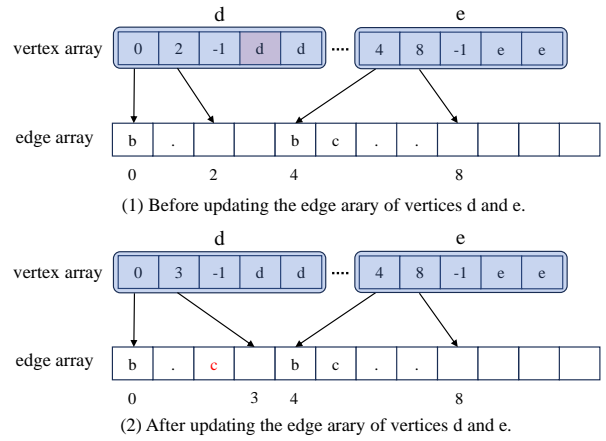 d e
vertex array 0 2 -1 d d .... 4 8 -1 e e
edge array b . b c . .
0 2 4 8
(1) Before updating the edge arary of vertices d and e.
d e
vertex array 0 3 -1 d d .... 4 8 -1 e e
edge array b . c b c . .
0 3 4 8
(2) After updating the edge arary of vertices d and e.